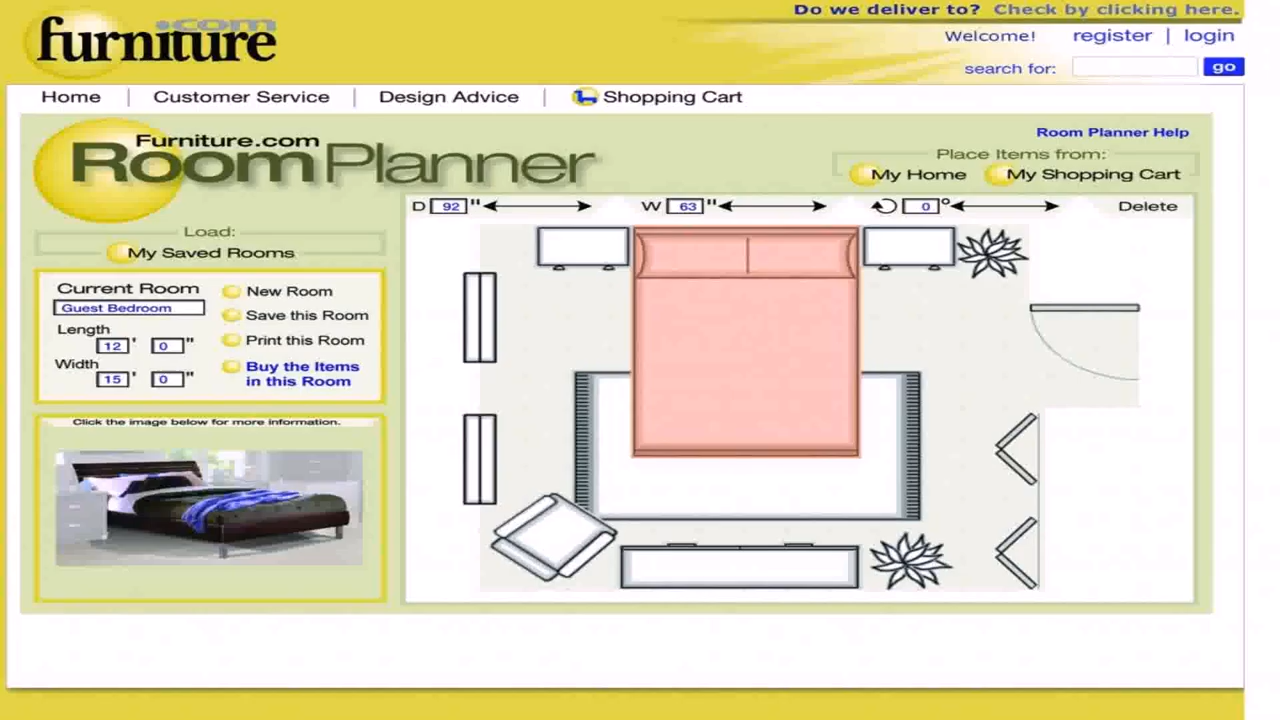 Do we deliver to? Check by clicking here.
.com
furniture
Welcome! register | login
search for: go
Home | Customer Service | Design Advice | Shopping Cart
Furniture.com
RoomPlanner
Room Planner Help
Place Items from:
My Home My Shopping Cart
D 92 " W 63 " 0 ° Delete
Load:
My Saved Rooms
Current Room
Guest Bedroom
Length
12 ' 0 "
Width
15 ' 0 "
New Room
Save this Room
Print this Room
Buy the Items
in this Room
Click the image below for more information.